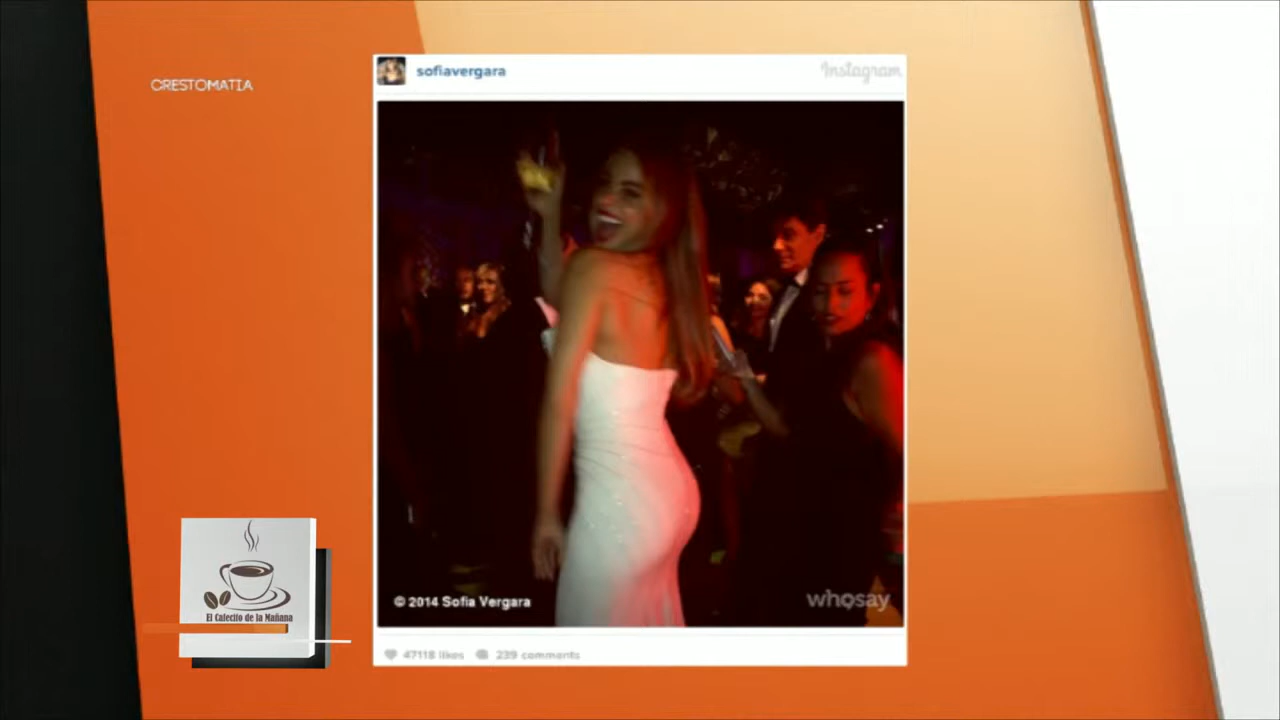 CRESTOMATIA
sofiavergara
Instagram
© 2014 Sofia Vergara
whosay
47118 likes 239 comments
El Cafecito de la Mañana